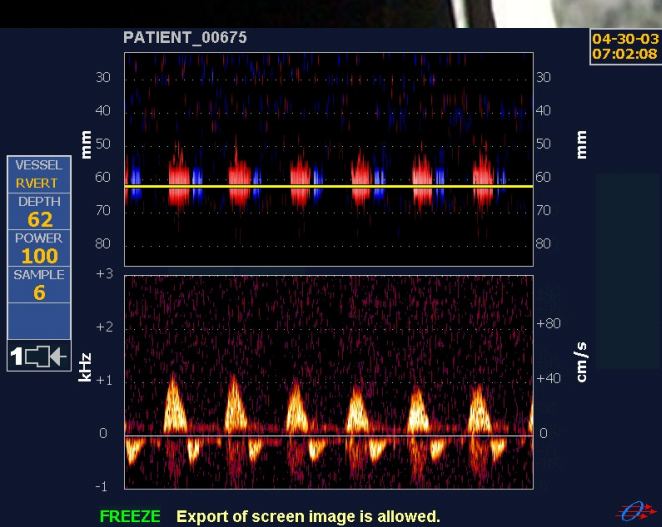 PATIENT_00675
04-30-03
07:02:08
30
30
40
40
50
50
mm
mm
60
60
70
70
80
80
VESSEL
RVERT
DEPTH
62
POWER
100
SAMPLE
6
1
+3
+2
+80
kHz
cm/s
+1
+40
0
0
-1
FREEZE Export of screen image is allowed.